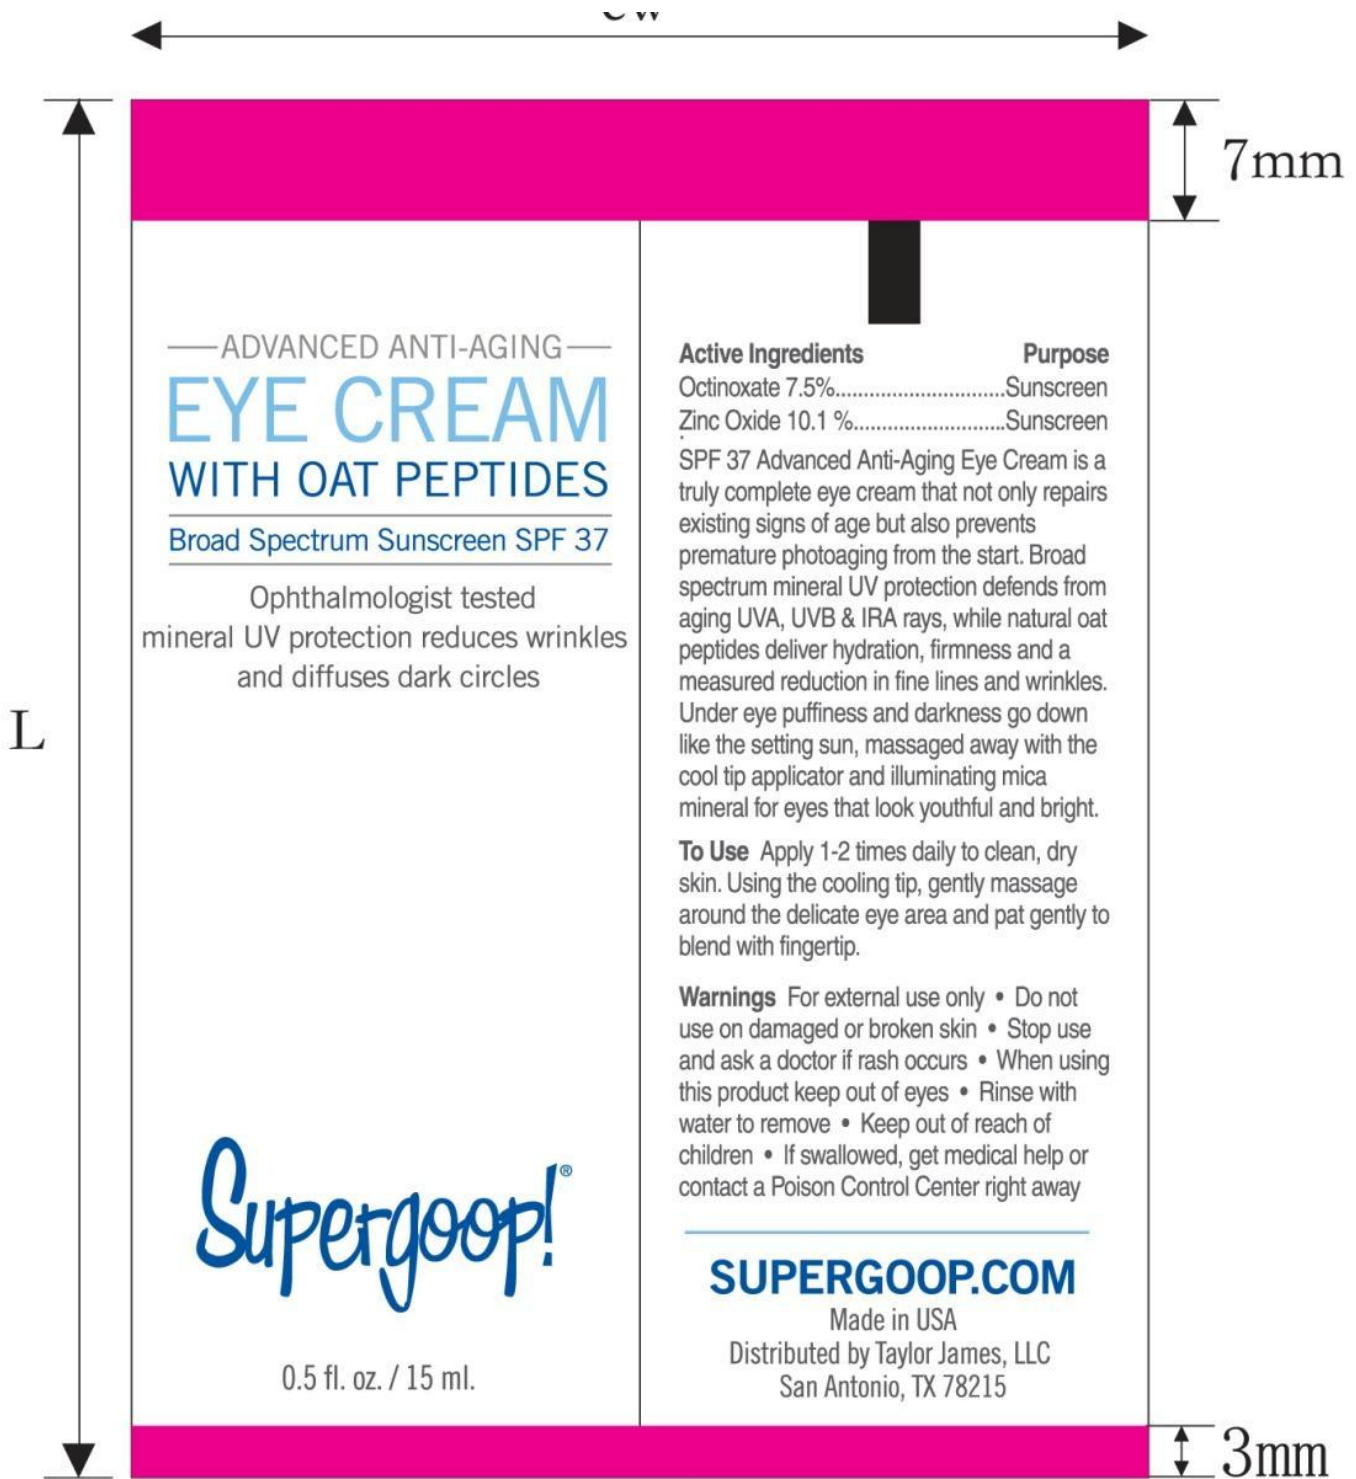 7mm
ADVANCED ANTI-AGING
EYE CREAM
WITH OAT PEPTIDES
Broad Spectrum Sunscreen SPF 37
Ophthalmologist tested
mineral UV protection reduces wrinkles
and diffuses dark circles
L
Supergoop!®
0.5 fl. oz. / 15 ml.
Active Ingredients Purpose
Octinoxate 7.5%..............................Sunscreen
Zinc Oxide 10.1 %..........................Sunscreen
SPF 37 Advanced Anti-Aging Eye Cream is a
truly complete eye cream that not only repairs
existing signs of age but also prevents
premature photoaging from the start. Broad
spectrum mineral UV protection defends from
aging UVA, UVB & IRA rays, while natural oat
peptides deliver hydration, firmness and a
measured reduction in fine lines and wrinkles.
Under eye puffiness and darkness go down
like the setting sun, massaged away with the
cool tip applicator and illuminating mica
mineral for eyes that look youthful and bright.
To Use Apply 1-2 times daily to clean, dry
skin. Using the cooling tip, gently massage
around the delicate eye area and pat gently to
blend with fingertip.
Warnings For external use only • Do not
use on damaged or broken skin • Stop use
and ask a doctor if rash occurs • When using
this product keep out of eyes • Rinse with
water to remove • Keep out of reach of
children • If swallowed, get medical help or
contact a Poison Control Center right away
SUPERGOOP.COM
Made in USA
Distributed by Taylor James, LLC
San Antonio, TX 78215
3mm